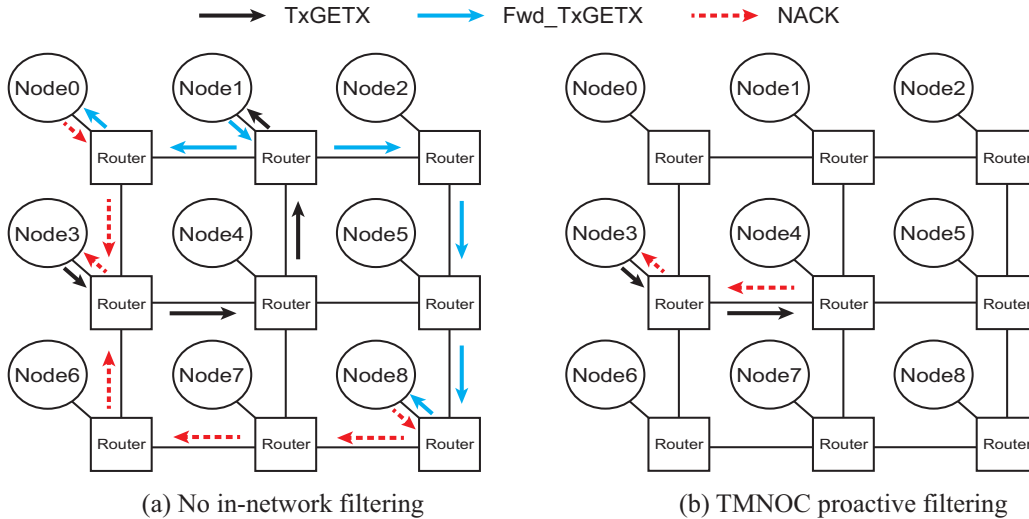 TxGETX Fwd_TxGETX NACK
Node0 Node1 Node2 Node0 Node1 Node2
Router Router Router Router Router Router
Node3 Node4 Node5 Node3 Node4 Node5
Router Router Router Router Router Router
Node6 Node7 Node8 Node6 Node7 Node8
Router Router Router Router Router Router
(a) No in-network filtering (b) TMNOC proactive filtering